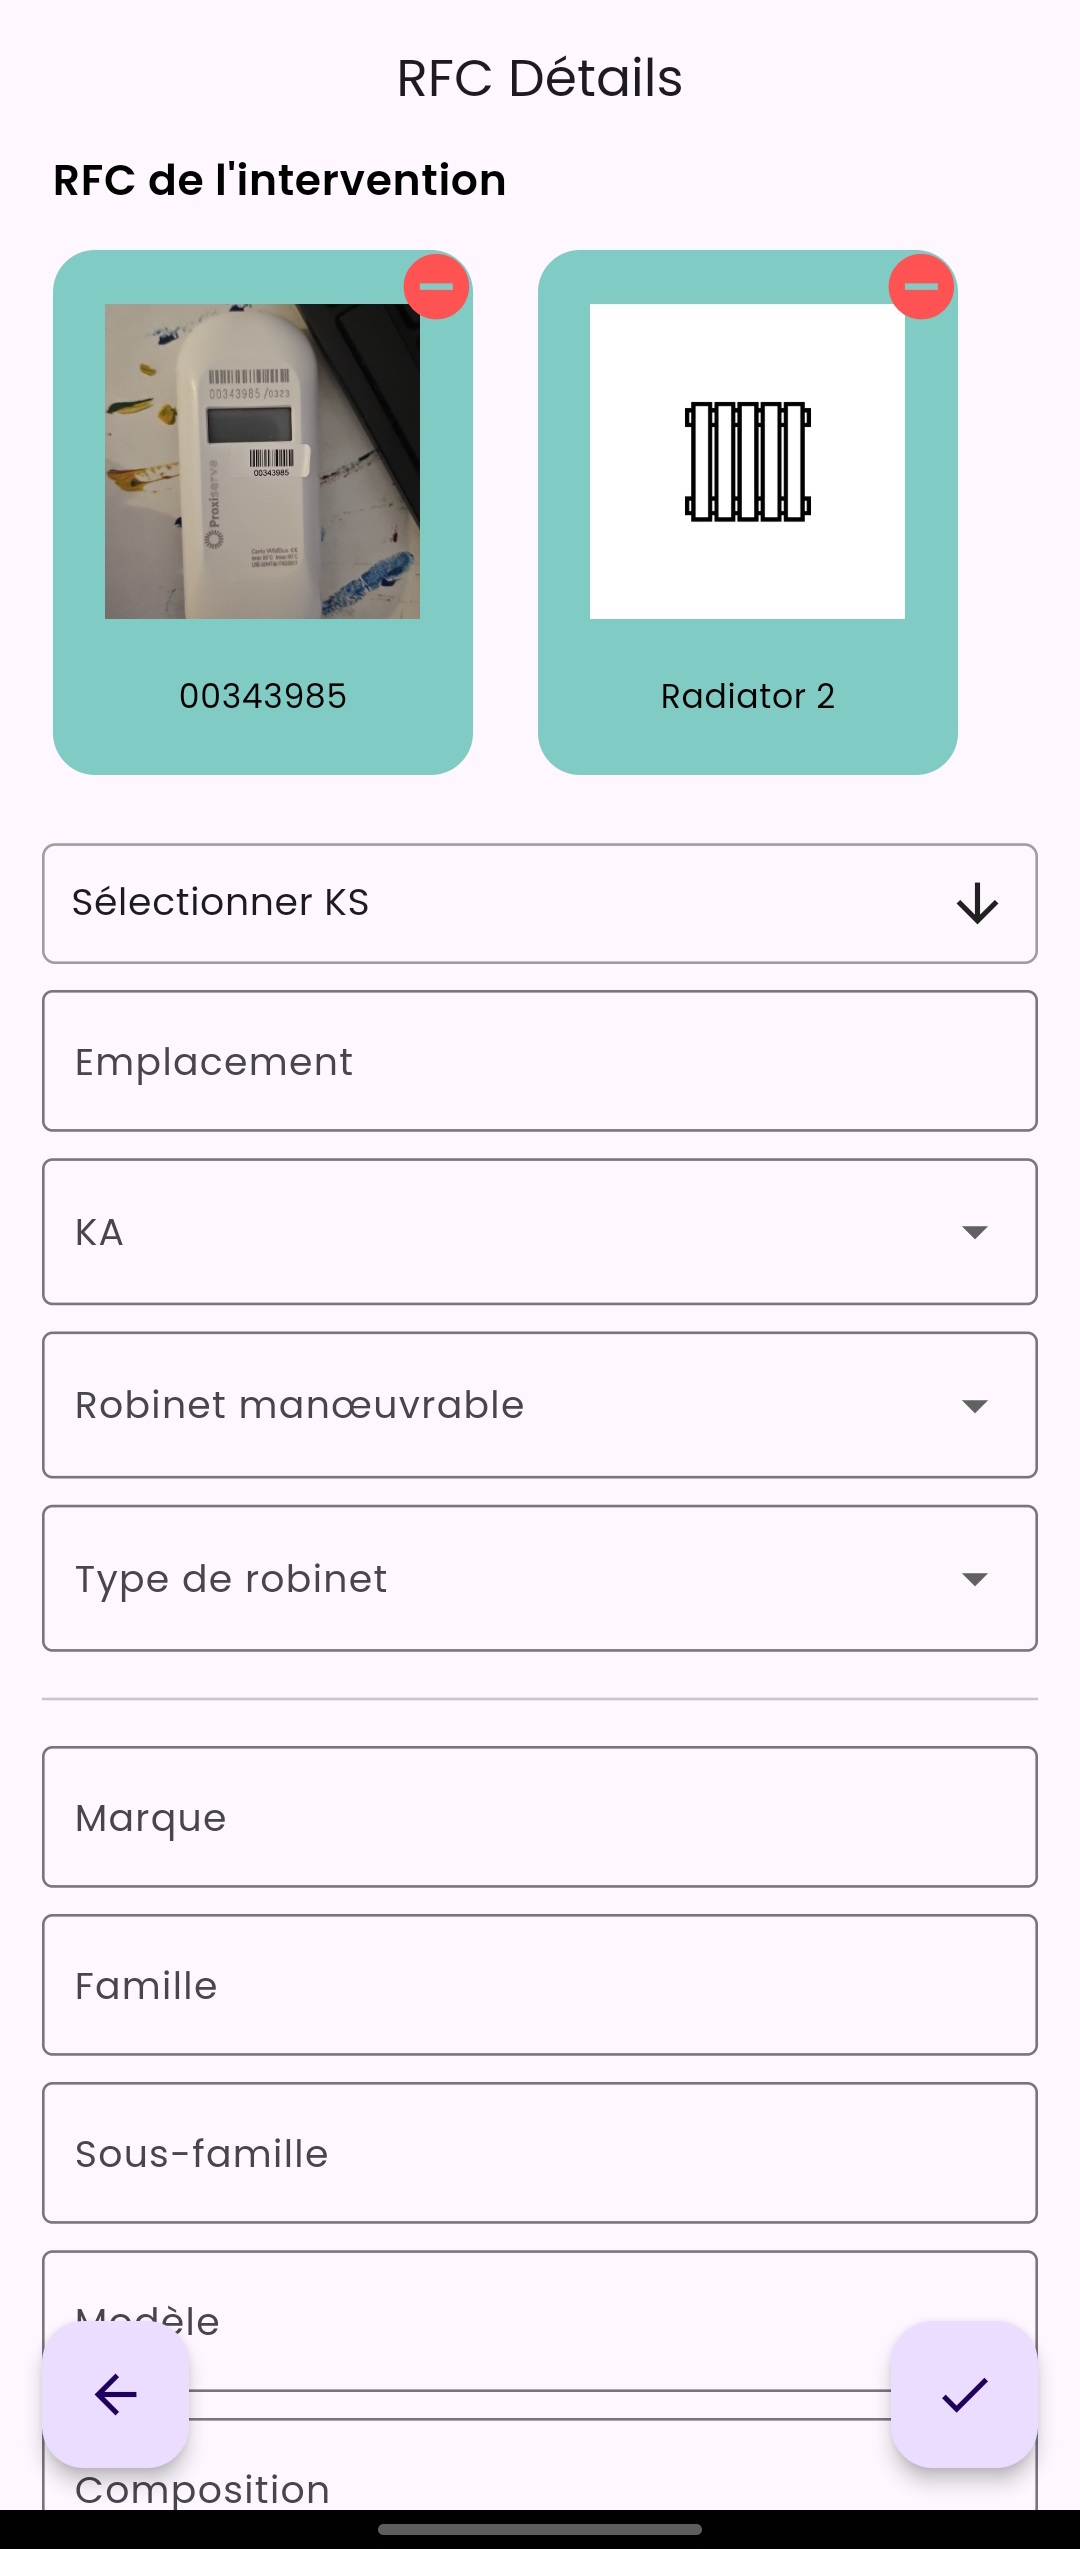 RFC Détails
RFC de l'intervention
00343985 /0323
00343985
Proxiserve
00343985
Radiator 2
Sélectionner KS
Emplacement
KA
Robinet manœuvrable
Type de robinet
Marque
Famille
Sous-famille
Modèle
Composition